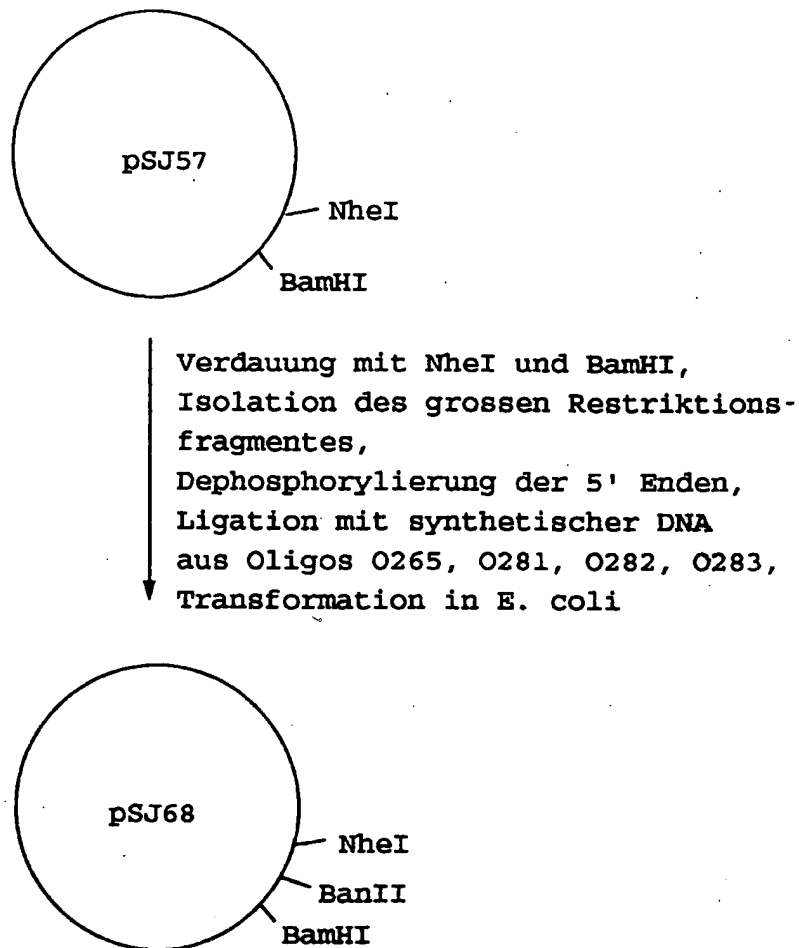 pSJ57
NheI
BamHI
Verdauung mit NheI und BamHI,
Isolation des grossen Restriktions-
fragmentes,
Dephosphorylierung der 5' Enden,
Ligation mit synthetischer DNA
aus Oligos O265, O281, O282, O283,
Transformation in E. coli
pSJ68
NheI
BanII
BamHI